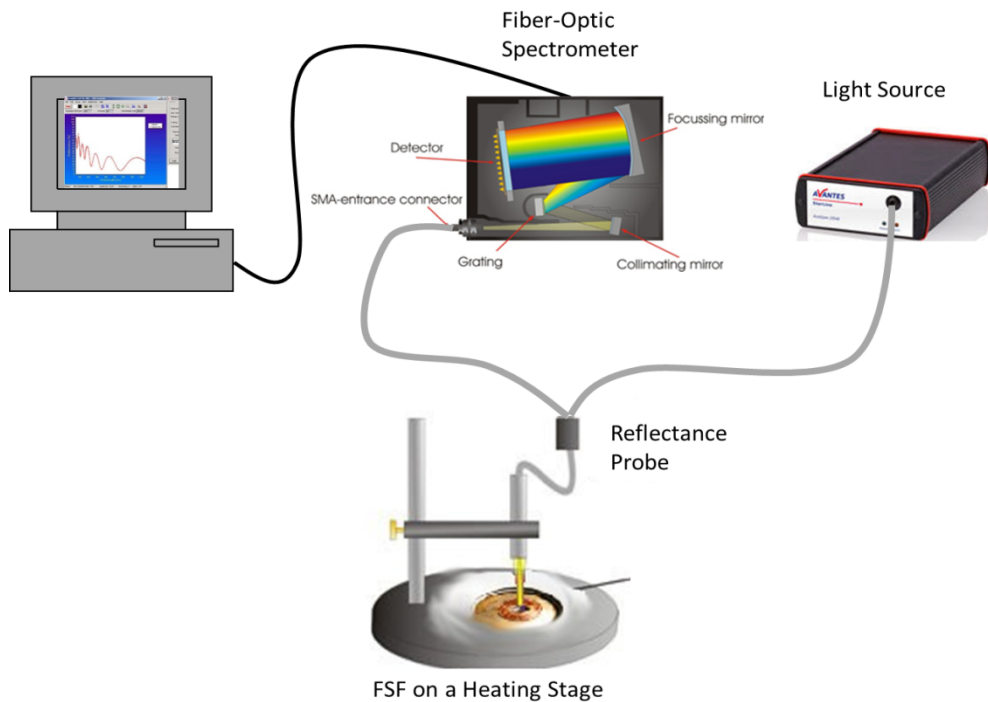 Fiber-Optic
Spectrometer
Light Source
Focussing mirror
Detector
SMA-entrance connector
AVANTES
Grating
Collimating mirror
Reflectance
Probe
FSF on a Heating Stage